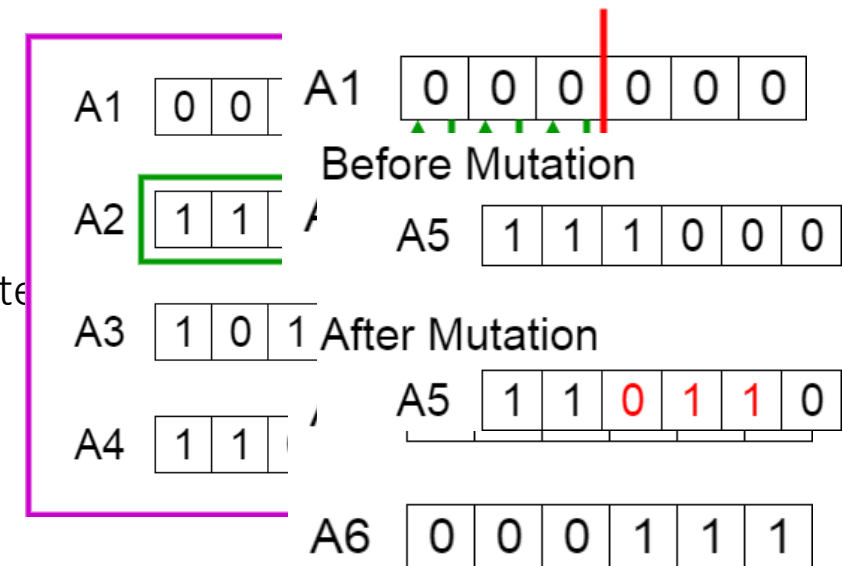 A1 0 0
A2 1 1
te
A3 1 0 1
A4 1 1
A1 0 0 0 0 0 0
Before Mutation
A5 1 1 1 0 0 0
After Mutation
A5 1 1 0 1 1 0
A6 0 0 0 1 1 1